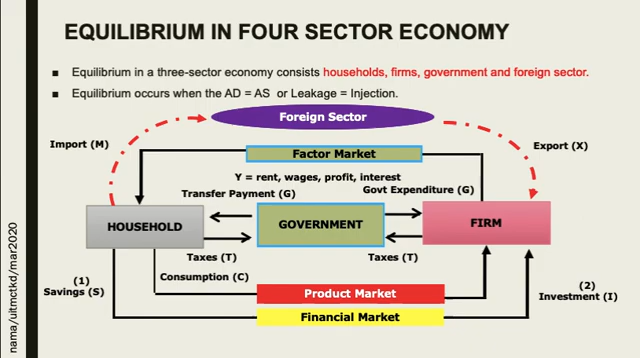 EQUILIBRIUM IN FOUR SECTOR ECONOMY
Equilibrium in a three-sector economy consists households, firms, government and foreign sector.
Equilibrium occurs when the AD = AS or Leakage = Injection.
Foreign Sector
Import (M)
Export (X)
Factor Market
Y = rent, wages, profit, interest
Transfer Payment (G)
Govt Expenditure (G)
HOUSEHOLD
GOVERNMENT
FIRM
Taxes (T)
Taxes (T)
Consumption (C)
(1)
Savings (S)
(2)
Investment (I)
Product Market
Financial Market
nama/uitmctkd/mar2020